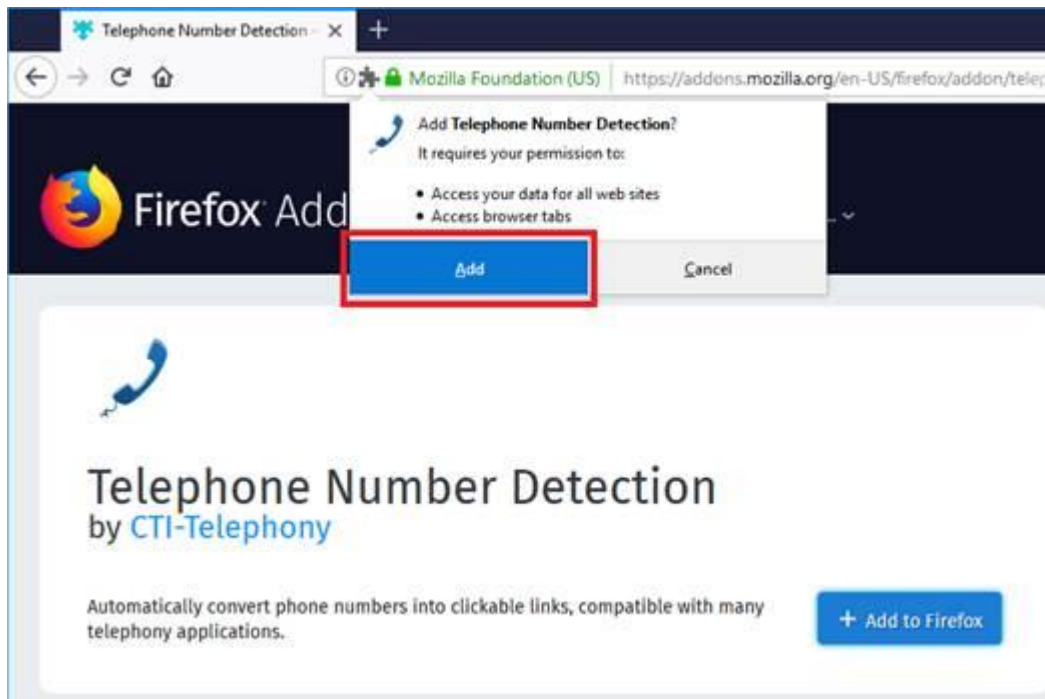 Telephone Number Detection -
Mozilla Foundation (US) https://addons.mozilla.org/en-US/firefox/addon/telep
Add Telephone Number Detection?
It requires your permission to:
• Access your data for all web sites
• Access browser tabs
Firefox Add
Add Cancel
Telephone Number Detection
by CTI-Telephony
Automatically convert phone numbers into clickable links, compatible with many
telephony applications.
+ Add to Firefox